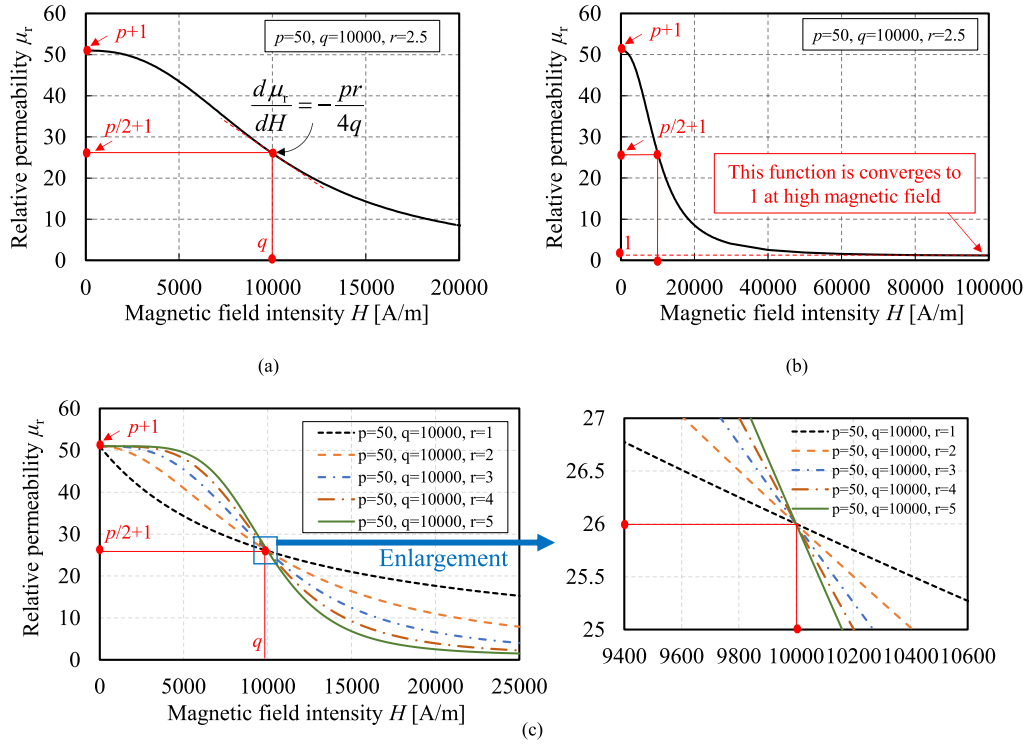 (a)
Relative permeability μr
60
50
40
30
20
10
0
p+1
p=50, q=10000, r=2.5
dμr/dH = −pr/4q
p/2+1
q
0 5000 10000 15000 20000
Magnetic field intensity H [A/m]
(b)
Relative permeability μr
60
50
40
30
20
10
0
p+1
p=50, q=10000, r=2.5
p/2+1
This function is converges to
1 at high magnetic field
1
0 20000 40000 60000 80000 100000
Magnetic field intensity H [A/m]
(c)
Relative permeability μr
60
50
40
30
20
10
0
p+1
p=50, q=10000, r=1
p=50, q=10000, r=2
p=50, q=10000, r=3
p=50, q=10000, r=4
p=50, q=10000, r=5
p/2+1
Enlargement
q
0 5000 10000 15000 20000 25000
Magnetic field intensity H [A/m]
27
26.5
26
25.5
25
p=50, q=10000, r=1
p=50, q=10000, r=2
p=50, q=10000, r=3
p=50, q=10000, r=4
p=50, q=10000, r=5
9400 9600 9800 10000 10200 10400 10600